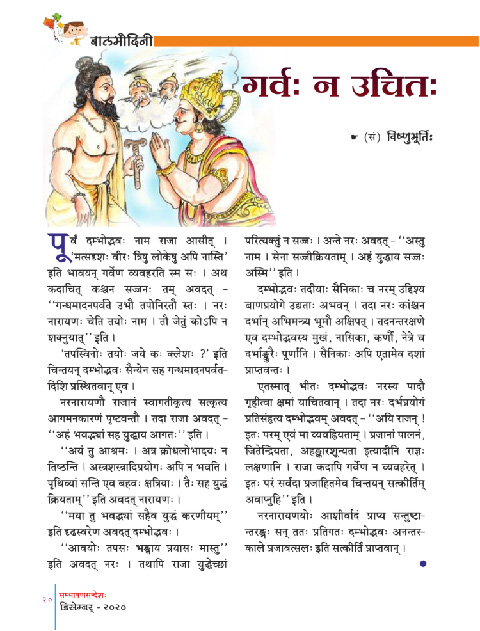 बालमोदिनी
गर्वः न उचितः
☛ (सं) विष्णुमूर्तिः
पूर्वं दम्भोद्भवः नाम राजा आसीत् ।
'मत्सदृशः वीरः त्रिषु लोकेषु अपि नास्ति'
इति भावयन् गर्वेण व्यवहरति स्म सः । अथ
कदाचित् कश्चन सज्जनः तम् अवदत् -
"गन्धमादनपर्वते उभौ तपोनिरतौ स्तः । नरः
नारायणः चेति तयोः नाम । तौ जेतुं कोऽपि न
शक्नुयात्" इति ।
'तपस्विनोः तयोः जये कः क्लेशः ?' इति
चिन्तयन् दम्भोद्भवः सैन्येन सह गन्धमादनपर्वत-
दिशि प्रस्थितवान् एव ।
नरनारायणौ राजानं स्वागतीकृत्य सत्कृत्य
आगमनकारणं पृष्टवन्तौ । तदा राजा अवदत् -
"अहं भवद्भ्यां सह युद्धाय आगतः" इति ।
"अयं तु आश्रमः । अत्र क्रोधलोभादयः न
तिष्ठन्ति । अस्त्रशस्त्रादिप्रयोगः अपि न भवति ।
पृथिव्यां सन्ति एव बहवः क्षत्रियाः । तैः सह युद्धं
क्रियताम्" इति अवदत् नारायणः ।
"मया तु भवद्भ्यां सहैव युद्धं करणीयम्"
इति दृढस्वरेण अवदत् दम्भोद्भवः ।
"आवयोः तपसः भङ्गाय प्रयासः मास्तु"
इति अवदत् नरः । तथापि राजा युद्धेच्छां
परित्यक्तुं न सज्जः । अन्ते नरः अवदत् - "अस्तु
नाम । सेना सज्जीक्रियताम् । अहं युद्धाय सज्जः
अस्मि" इति ।
दम्भोद्भवः तदीयाः सैनिकाः च नरम् उद्दिश्य
बाणप्रयोगे उद्यताः अभवन् । तदा नरः कांश्चन
दर्भान् अभिमन्त्र्य भूमौ अक्षिपत् । तदनन्तरक्षणे
एव दम्भोद्भवस्य मुखं, नासिका, कर्णौ, नेत्रे च
दर्भाङ्कुरैः पूर्णानि । सैनिकाः अपि एतामेव दशां
प्राप्तवन्तः ।
एतस्मात् भीतः दम्भोद्भवः नरस्य पादौ
गृहीत्वा क्षमां याचितवान् । तदा नरः दर्भप्रयोगं
प्रतिसंहृत्य दम्भोद्भवम् अवदत् - "अयि राजन् !
इतः परम् एवं मा व्यवह्रियताम् । प्रजानां पालनं,
जितेन्द्रियता, अहङ्कारशून्यता इत्यादीनि राज्ञः
लक्षणानि । राजा कदापि गर्वेण न व्यवहरेत् ।
इतः परं सर्वदा प्रजाहितमेव चिन्तयन् सत्कीर्तिम्
अवाप्नुहि" इति ।
नरनारायणयोः आशीर्वादं प्राप्य सन्तुष्टा-
न्तरङ्गः सन् ततः प्रतिगतः दम्भोद्भवः अनन्तर-
काले प्रजावत्सलः इति सत्कीर्तिं प्राप्तवान् ।
२० सम्भाषणसन्देशः
डिसेम्बर् - २०२०